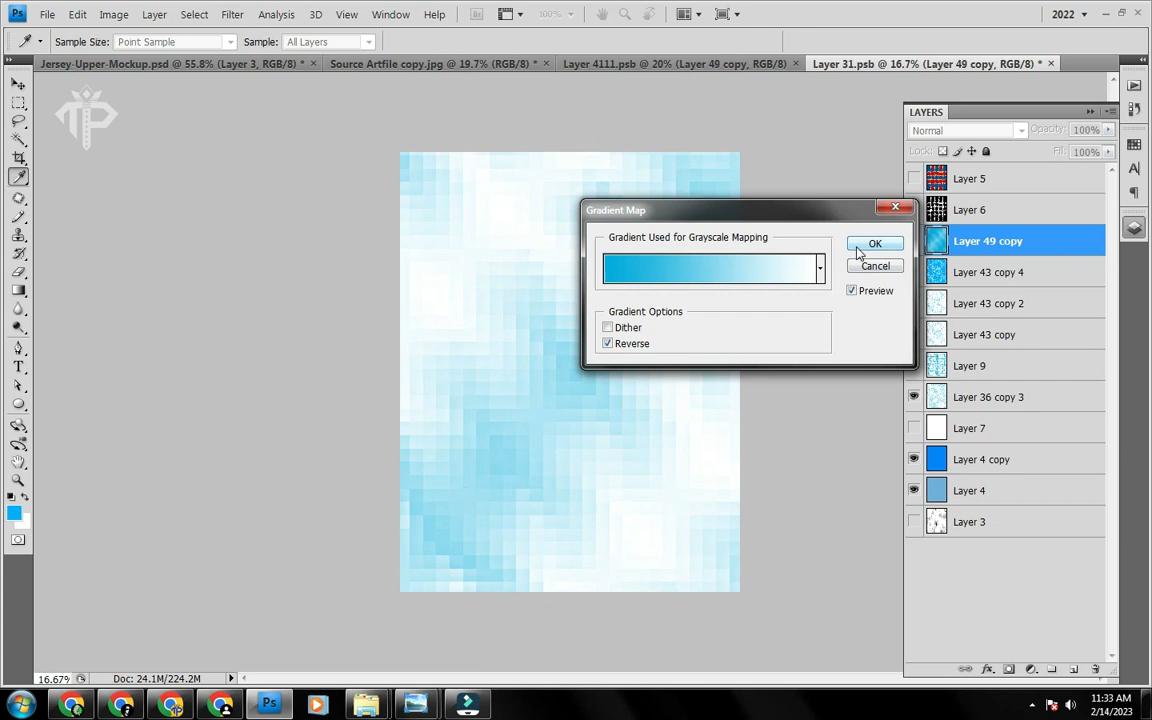 Ps File Edit Image Layer Select Filter Analysis 3D View Window Help Br 100% 2022
Sample Size: Point Sample Sample: All Layers
Jersey-Upper-Mockup.psd @ 55.8% (Layer 3, RGB/8) * × Source Artfile copy.jpg @ 19.7% (RGB/8) * × Layer 4111.psb @ 20% (Layer 49 copy, RGB/8) × Layer 31.psb @ 16.7% (Layer 49 copy, RGB/8) * ×
TP
LAYERS
Normal Opacity: 100%
Lock: Fill: 100%
Layer 5
Layer 6
Layer 49 copy
Layer 43 copy 4
Layer 43 copy 2
Layer 43 copy
Layer 9
Layer 36 copy 3
Layer 7
Layer 4 copy
Layer 4
Layer 3
Gradient Map
Gradient Used for Grayscale Mapping
OK
Cancel
Preview
Gradient Options
Dither
Reverse
16.67% Doc: 24.1M/224.2M
Ps
11:33 AM
2/14/2023